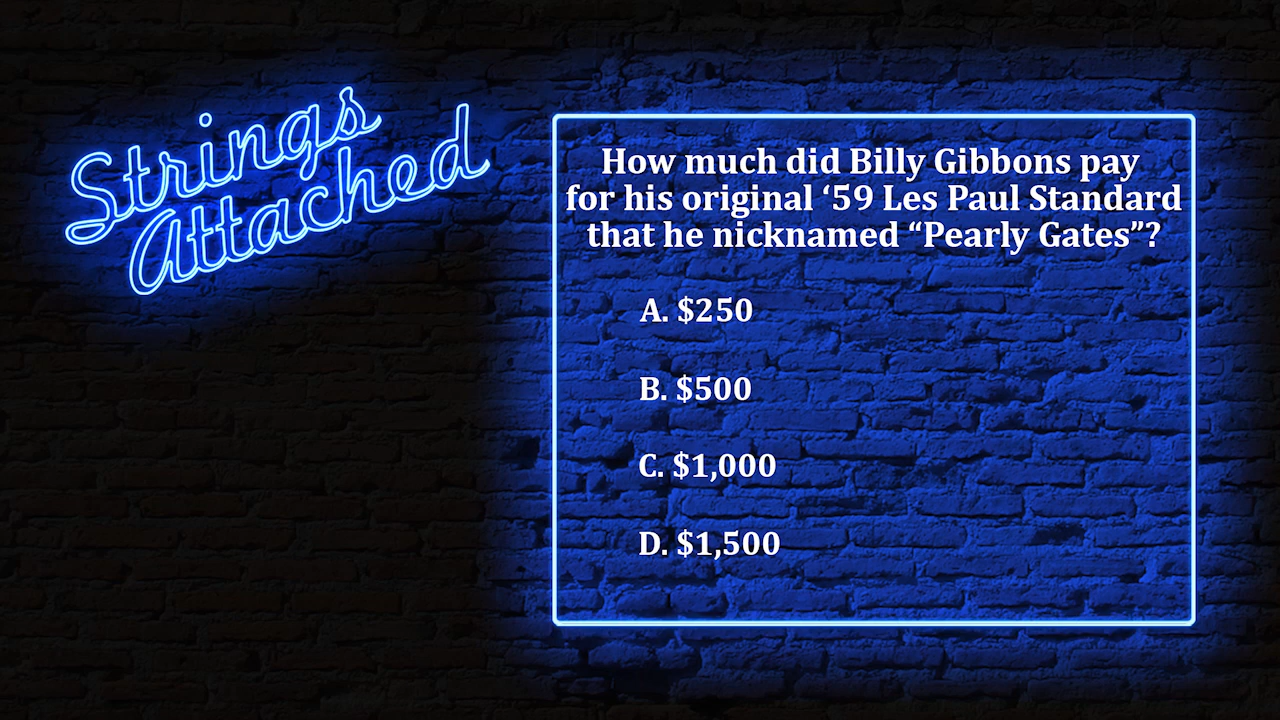 Strings
Attached
How much did Billy Gibbons pay
for his original ‘59 Les Paul Standard
that he nicknamed “Pearly Gates”?
A. $250
B. $500
C. $1,000
D. $1,500